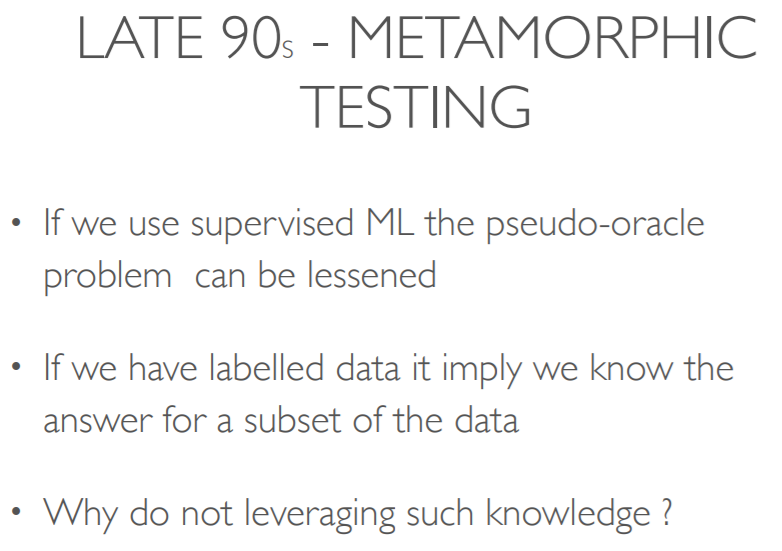 LATE 90s - METAMORPHIC
TESTING
• If we use supervised ML the pseudo-oracle
problem can be lessened
• If we have labelled data it imply we know the
answer for a subset of the data
• Why do not leveraging such knowledge ?